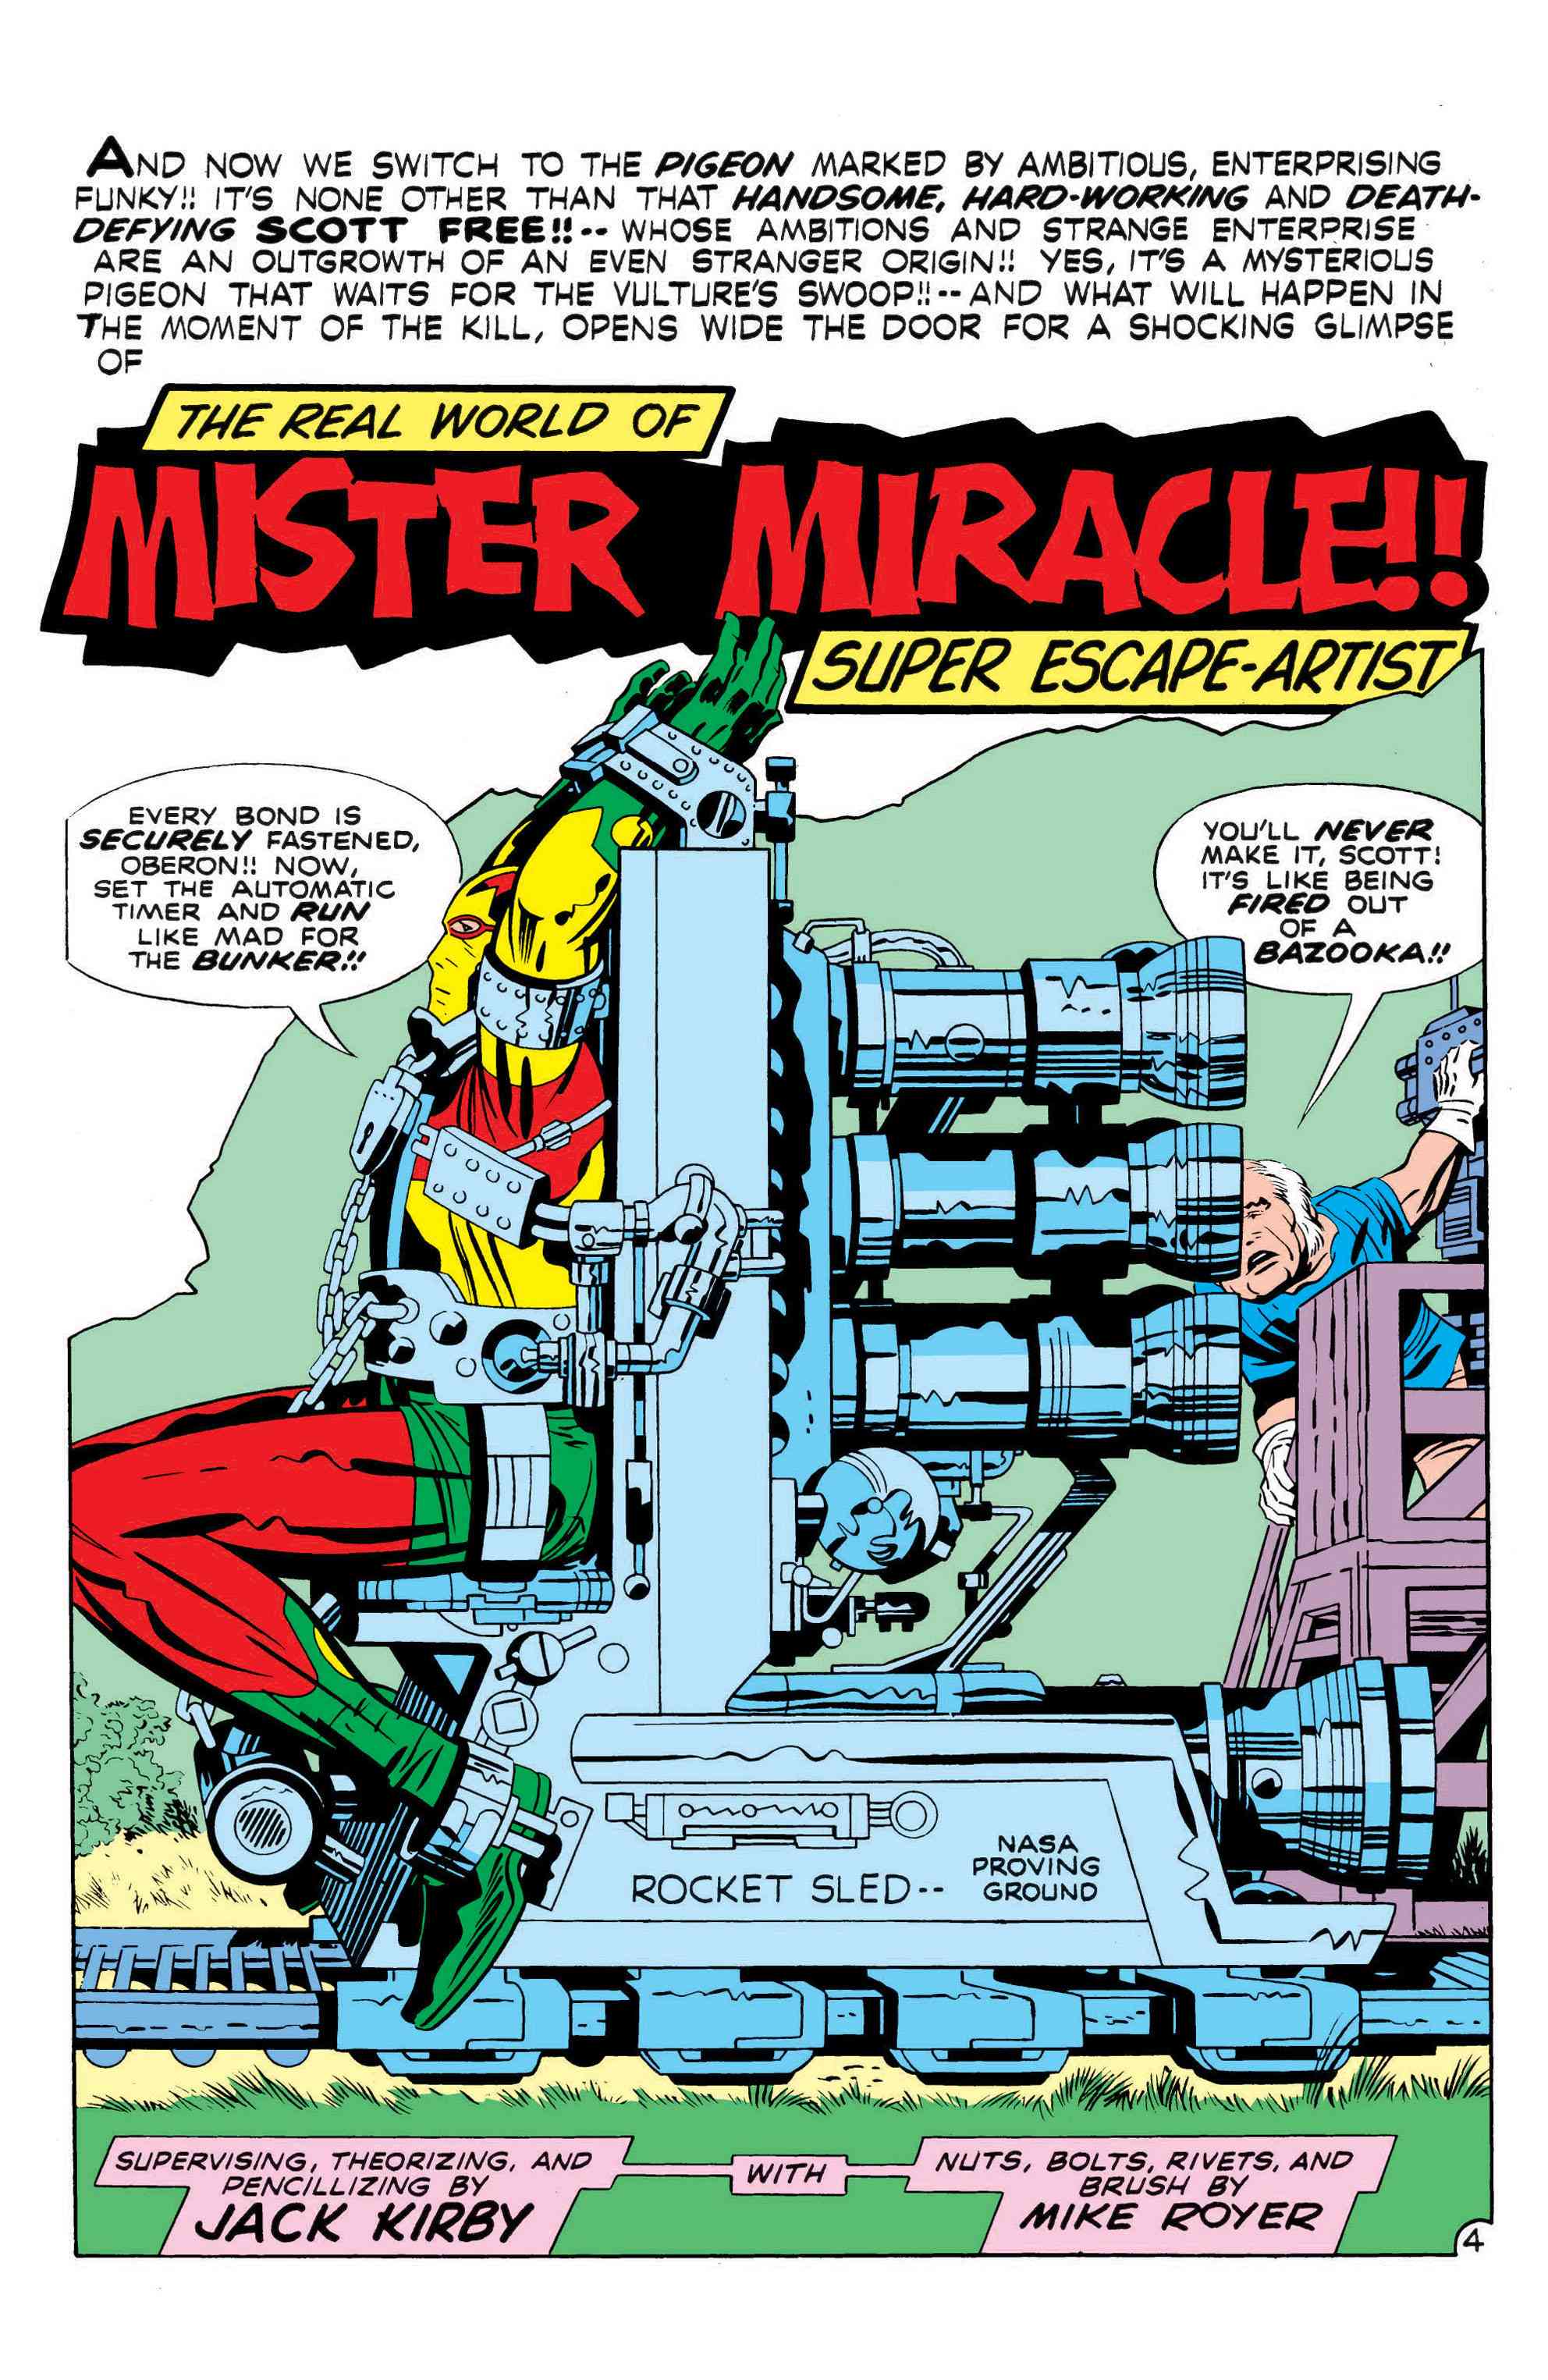 AND NOW WE SWITCH TO THE PIGEON MARKED BY AMBITIOUS, ENTERPRISING
FUNKY!! IT'S NONE OTHER THAN THAT HANDSOME, HARD-WORKING AND DEATH-
DEFYING SCOTT FREE!!-- WHOSE AMBITIONS AND STRANGE ENTERPRISE
ARE AN OUTGROWTH OF AN EVEN STRANGER ORIGIN!! YES, IT'S A MYSTERIOUS
PIGEON THAT WAITS FOR THE VULTURE'S SWOOP!!--AND WHAT WILL HAPPEN IN
THE MOMENT OF THE KILL, OPENS WIDE THE DOOR FOR A SHOCKING GLIMPSE
OF
THE REAL WORLD OF
MISTER MIRACLE!!
SUPER ESCAPE-ARTIST
EVERY BOND IS
SECURELY FASTENED,
OBERON!! NOW,
SET THE AUTOMATIC
TIMER AND RUN
LIKE MAD FOR
THE BUNKER!!
YOU'LL NEVER
MAKE IT, SCOTT!
IT'S LIKE BEING
FIRED OUT
OF A
BAZOOKA!!
ROCKET SLED--
NASA
PROVING
GROUND
SUPERVISING, THEORIZING, AND
PENCILLIZING BY
JACK KIRBY
WITH
NUTS, BOLTS, RIVETS, AND
BRUSH BY
MIKE ROYER
4